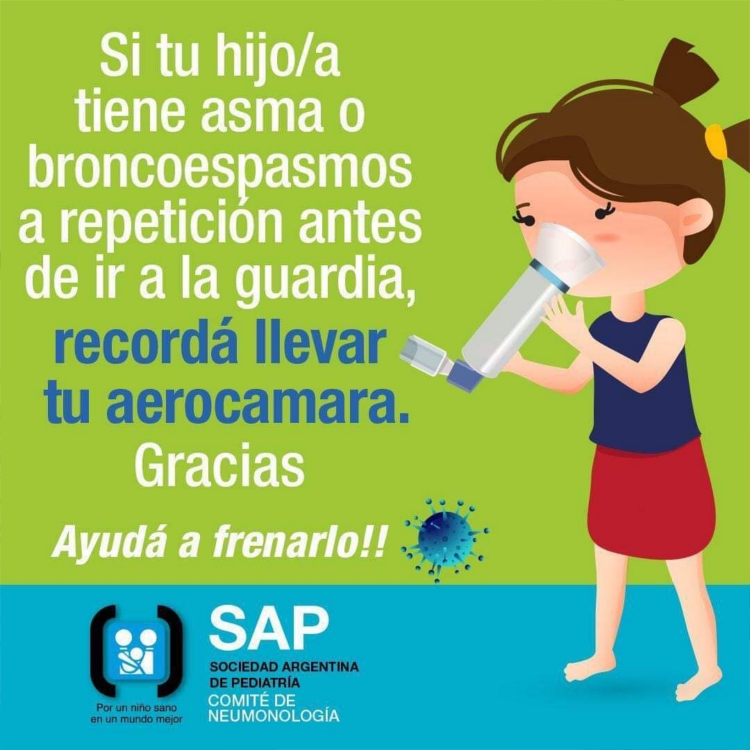 Si tu hijo/a
tiene asma o
broncoespasmos
a repetición antes
de ir a la guardia,
recordá llevar
tu aerocamara.
Gracias
Ayudá a frenarlo!!
SAP
SOCIEDAD ARGENTINA
DE PEDIATRÍA
COMITÉ DE
NEUMONOLOGÍA
Por un niño sano
en un mundo mejor